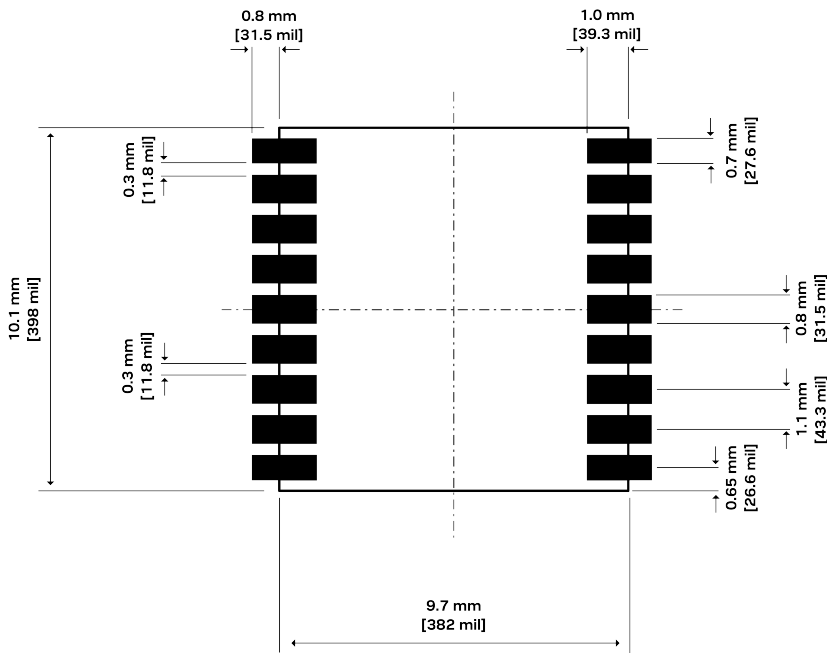 0.8 mm
[31.5 mil]
1.0 mm
[39.3 mil]
0.3 mm
[11.8 mil]
0.7 mm
[27.6 mil]
10.1 mm
[398 mil]
0.8 mm
[31.5 mil]
0.3 mm
[11.8 mil]
1.1 mm
[43.3 mil]
0.65 mm
[26.6 mil]
9.7 mm
[382 mil]